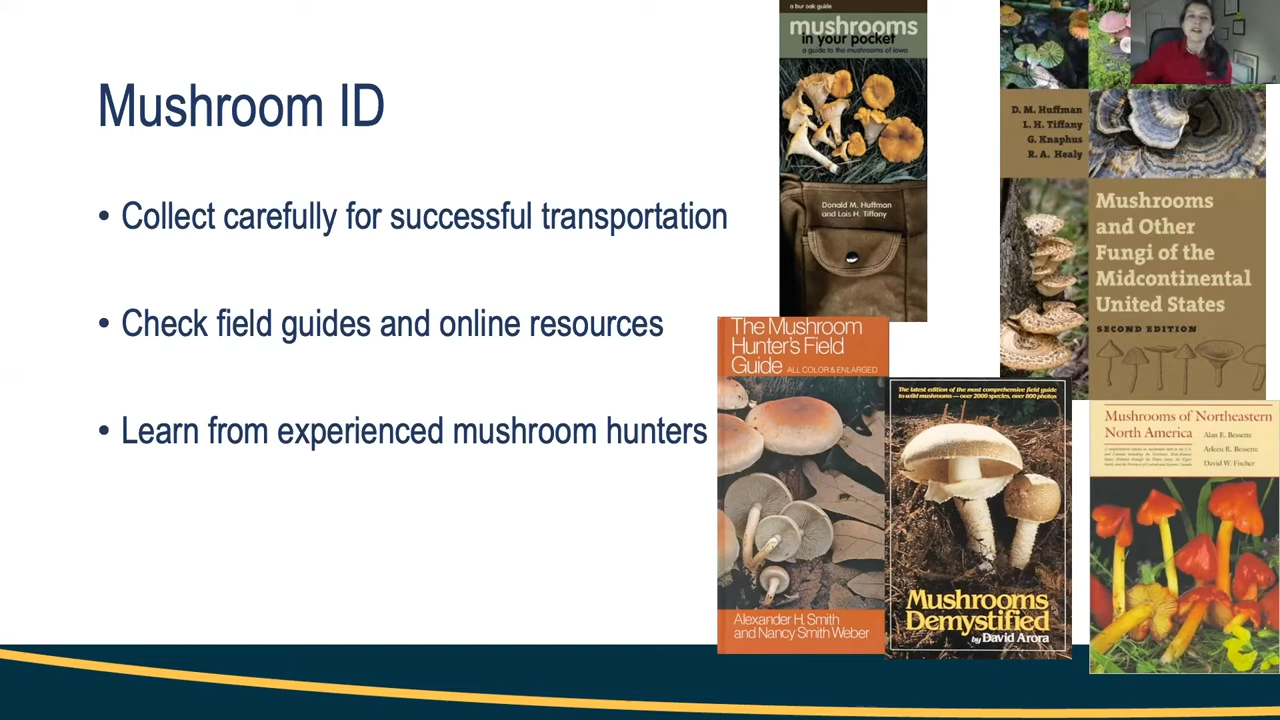 Mushroom ID
• Collect carefully for successful transportation
• Check field guides and online resources
• Learn from experienced mushroom hunters
a bur oak guide
mushrooms
in your pocket
a guide to the mushrooms of iowa
Donald M. Huffman
and Lois H. Tiffany
D. M. Huffman
L. H. Tiffany
G. Knaphus
R. A. Healy
Mushrooms
and Other
Fungi of the
Midcontinental
United States
SECOND EDITION
The Mushroom
Hunter's Field
Guide ALL COLOR & ENLARGED
Alexander H. Smith
and Nancy Smith Weber
The latest edition of the most comprehensive field guide
to wild mushrooms — over 2000 species, over 800 photos
Mushrooms
Demystified
by David Arora
Mushrooms of Northeastern
North America
Alan E. Bessette
Arleen R. Bessette
David W. Fischer